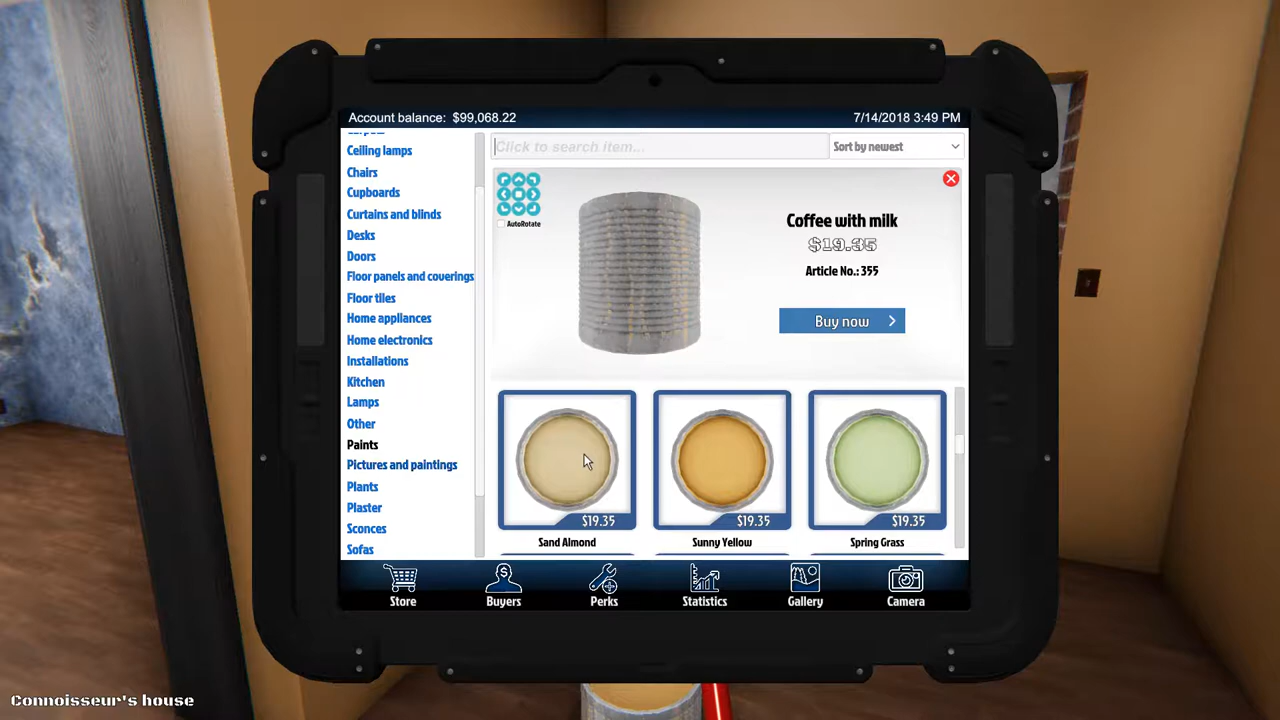 Account balance: $99,068.22
7/14/2018 3:49 PM
Ceiling lamps
Chairs
Cupboards
Curtains and blinds
Desks
Doors
Floor panels and coverings
Floor tiles
Home appliances
Home electronics
Installations
Kitchen
Lamps
Other
Paints
Pictures and paintings
Plants
Plaster
Sconces
Sofas
Click to search item...
Sort by newest
AutoRotate
Coffee with milk
$19.35
Article No.: 355
Buy now
$19.35
$19.35
$19.35
Sand Almond
Sunny Yellow
Spring Grass
Store
Buyers
Perks
Statistics
Gallery
Camera
Connoisseur's house